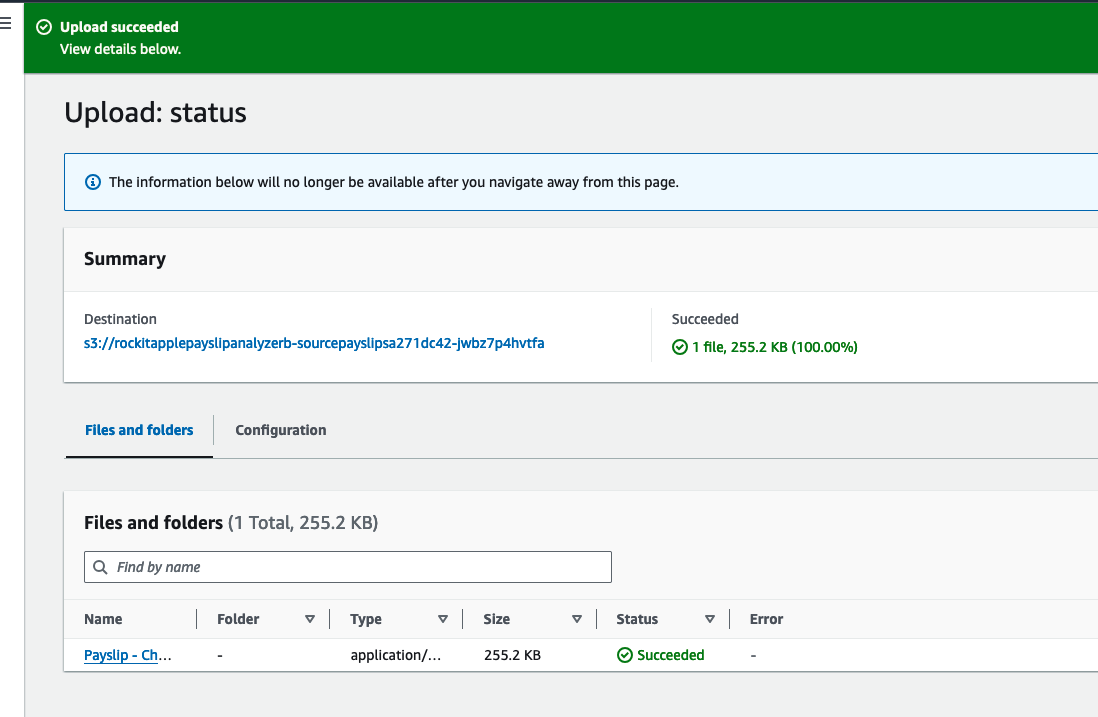 Upload succeeded
View details below.
Upload: status
The information below will no longer be available after you navigate away from this page.
Summary
Destination
s3://rockitapplepayslipanalyzerb-sourcepayslipsa271dc42-jwbz7p4hvtfa
Succeeded
1 file, 255.2 KB (100.00%)
Files and folders
Configuration
Files and folders (1 Total, 255.2 KB)
Find by name
Name Folder Type Size Status Error
Payslip - Ch... - application/... 255.2 KB Succeeded -